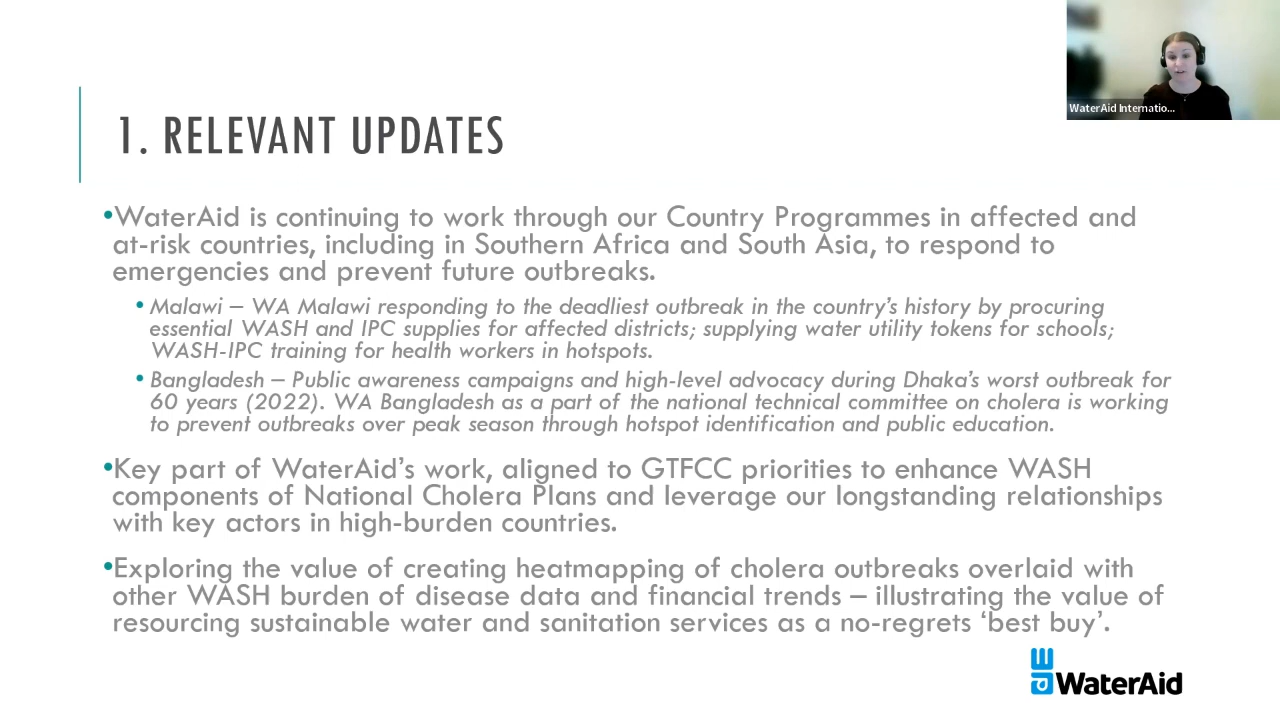 WaterAid Internatio...
1. RELEVANT UPDATES
•WaterAid is continuing to work through our Country Programmes in affected and
at-risk countries, including in Southern Africa and South Asia, to respond to
emergencies and prevent future outbreaks.
• Malawi – WA Malawi responding to the deadliest outbreak in the country's history by procuring
essential WASH and IPC supplies for affected districts; supplying water utility tokens for schools;
WASH-IPC training for health workers in hotspots.
• Bangladesh – Public awareness campaigns and high-level advocacy during Dhaka's worst outbreak for
60 years (2022). WA Bangladesh as a part of the national technical committee on cholera is working
to prevent outbreaks over peak season through hotspot identification and public education.
•Key part of WaterAid's work, aligned to GTFCC priorities to enhance WASH
components of National Cholera Plans and leverage our longstanding relationships
with key actors in high-burden countries.
•Exploring the value of creating heatmapping of cholera outbreaks overlaid with
other WASH burden of disease data and financial trends – illustrating the value of
resourcing sustainable water and sanitation services as a no-regrets 'best buy'.
WaterAid